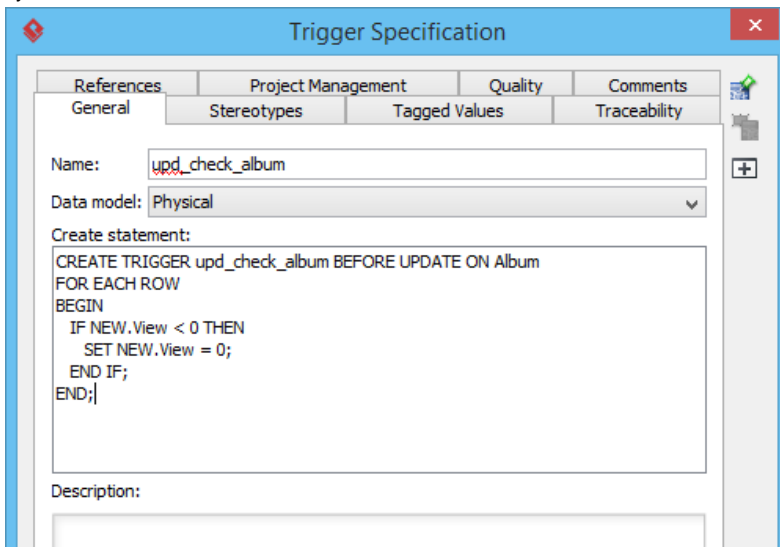 Trigger Specification
References Project Management Quality Comments
General Stereotypes Tagged Values Traceability
Name: upd_check_album
Data model: Physical
Create statement:
CREATE TRIGGER upd_check_album BEFORE UPDATE ON Album
FOR EACH ROW
BEGIN
IF NEW.View < 0 THEN
SET NEW.View = 0;
END IF;
END;
Description: